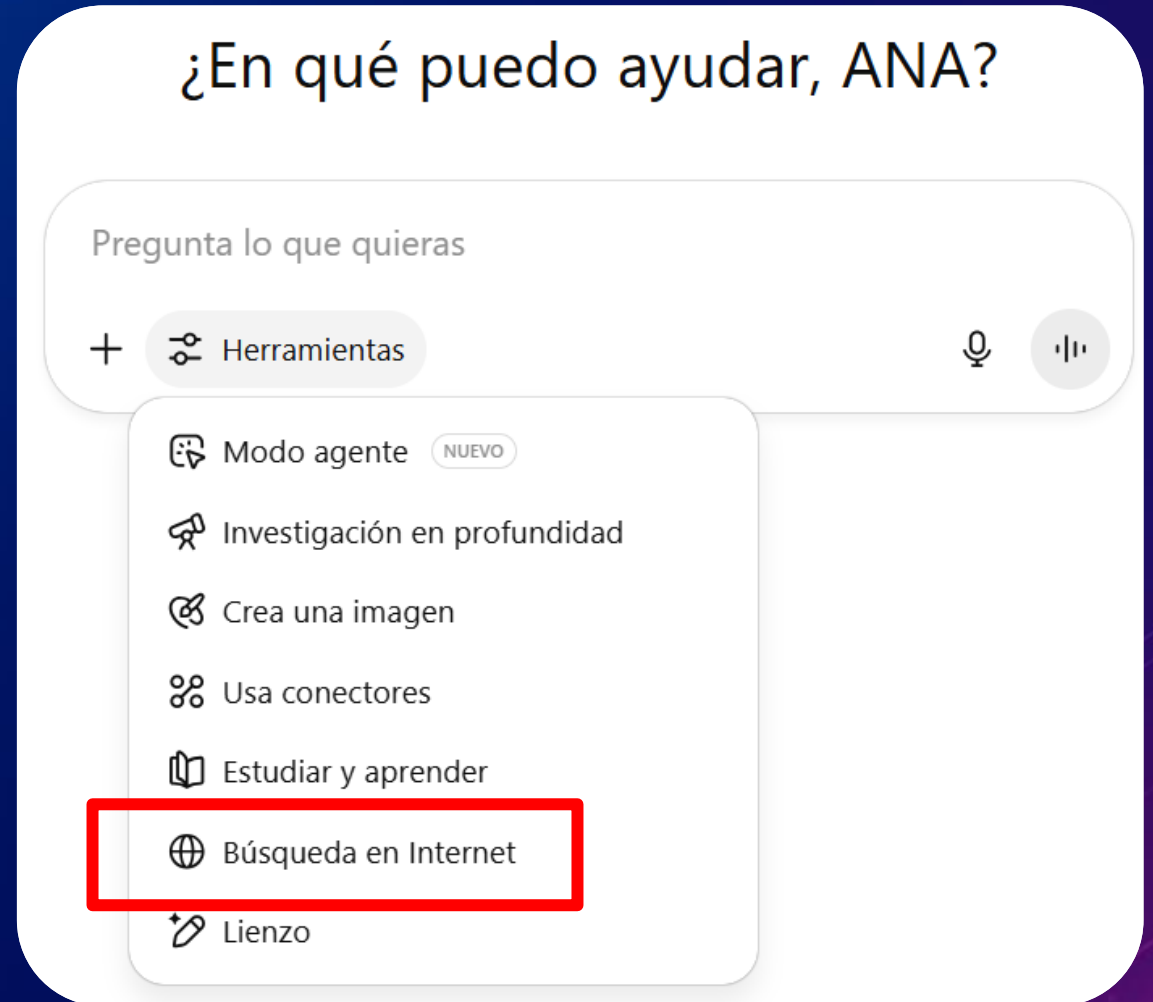 ¿En qué puedo ayudar, ANA?
Pregunta lo que quieras
Herramientas
Modo agente NUEVO
Investigación en profundidad
Crea una imagen
Usa conectores
Estudiar y aprender
Búsqueda en Internet
Lienzo